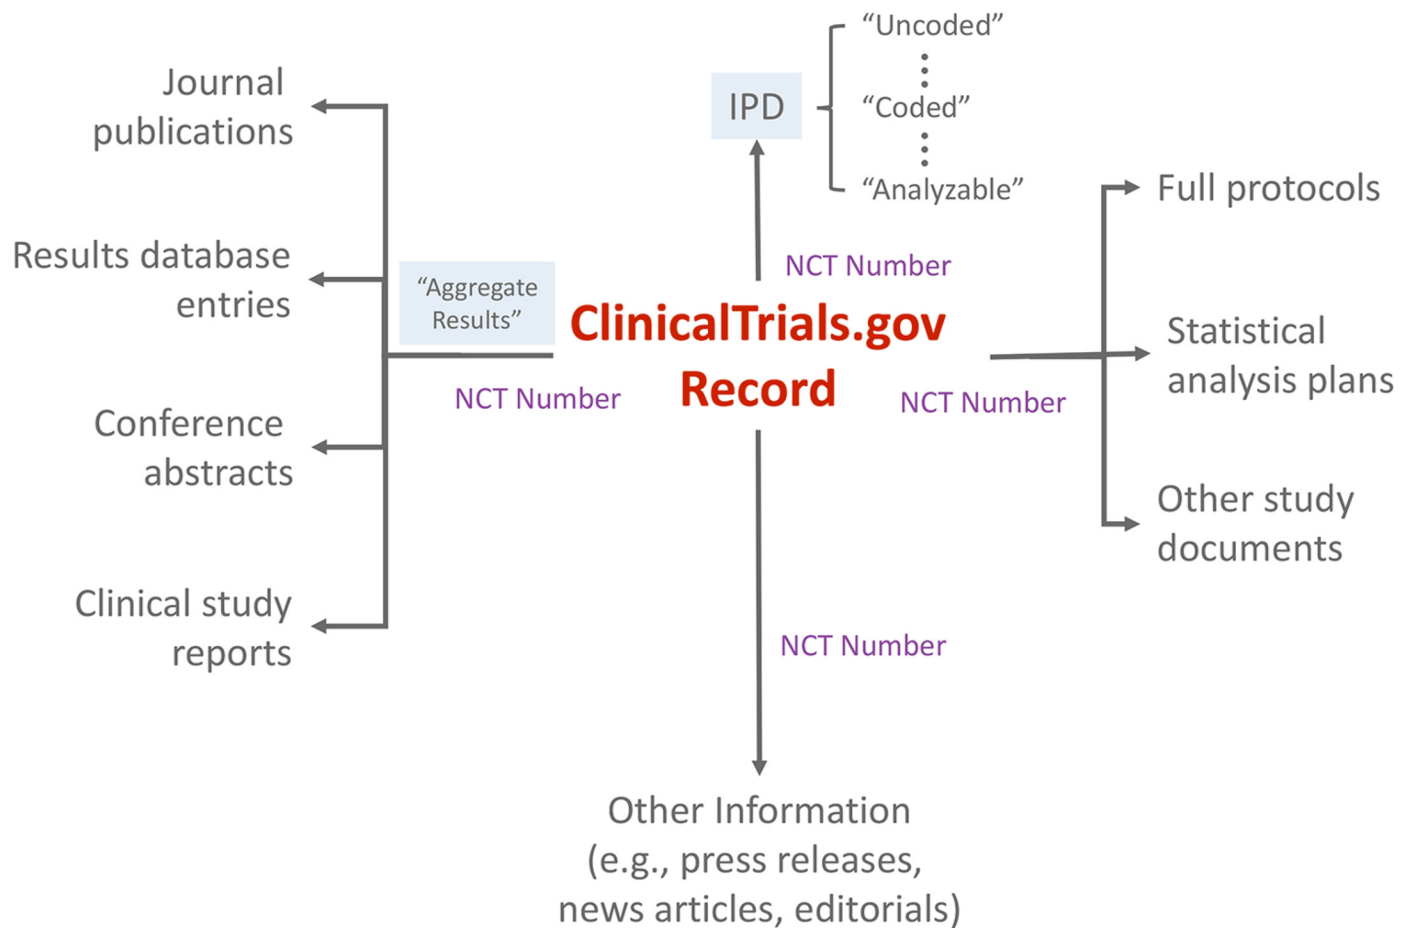 “Uncoded”
IPD
“Coded”
“Analyzable”
Journal
publications
Results database
entries
Conference
abstracts
Clinical study
reports
“Aggregate
Results”
NCT Number
NCT Number
ClinicalTrials.gov
Record
NCT Number
Full protocols
Statistical
analysis plans
Other study
documents
NCT Number
Other Information
(e.g., press releases,
news articles, editorials)